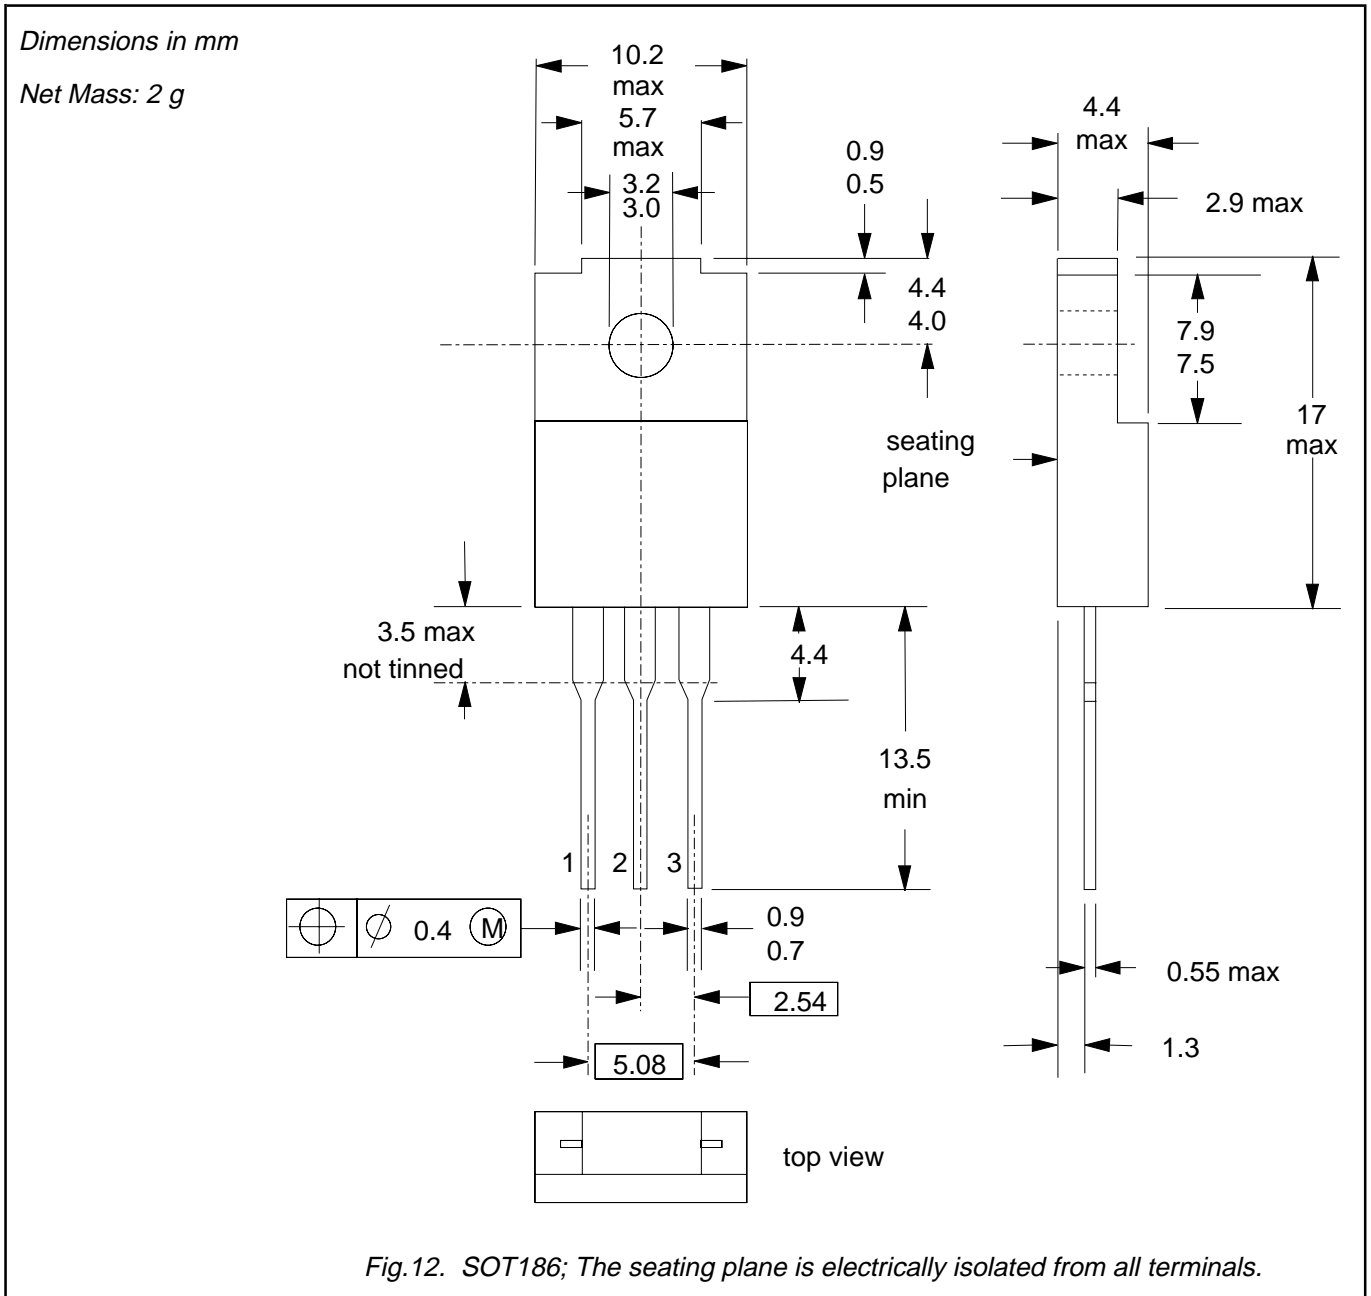 Dimensions in mm
Net Mass: 2 g
10.2
max
5.7
max
3.2
3.0
0.9
0.5
4.4
4.0
4.4
max
2.9 max
7.9
7.5
17
max
seating
plane
3.5 max
not tinned
4.4
13.5
min
1 2 3
0.4 M
0.9
0.7
2.54
5.08
0.55 max
1.3
top view
Fig.12. SOT186; The seating plane is electrically isolated from all terminals.